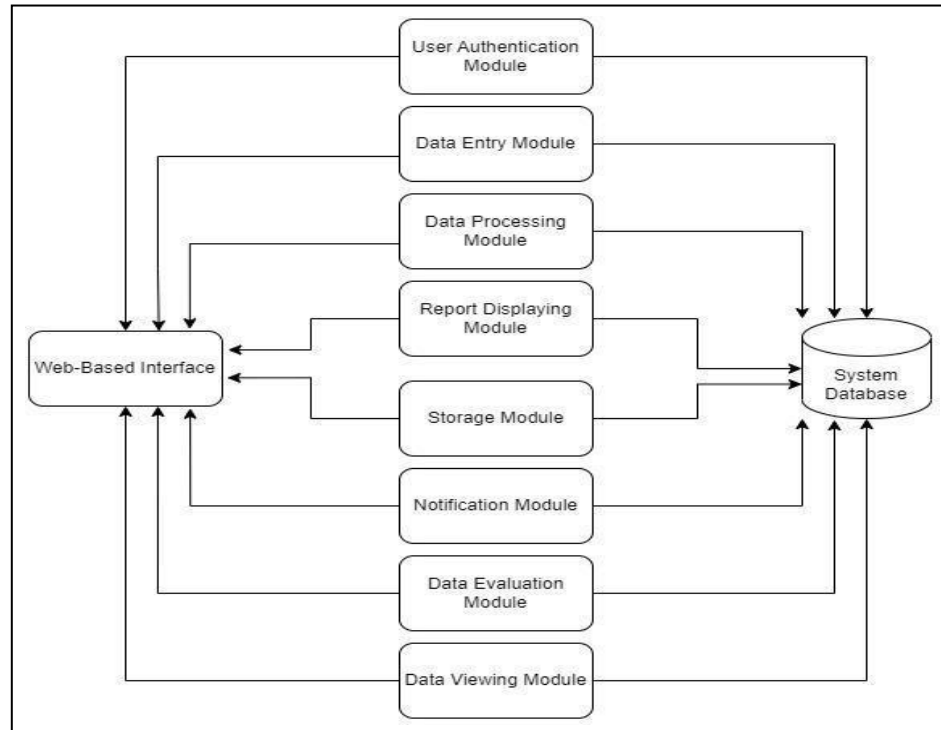 User Authentication
Module
Data Entry Module
Data Processing
Module
Report Displaying
Module
Web-Based Interface
System
Database
Storage Module
Notification Module
Data Evaluation
Module
Data Viewing Module